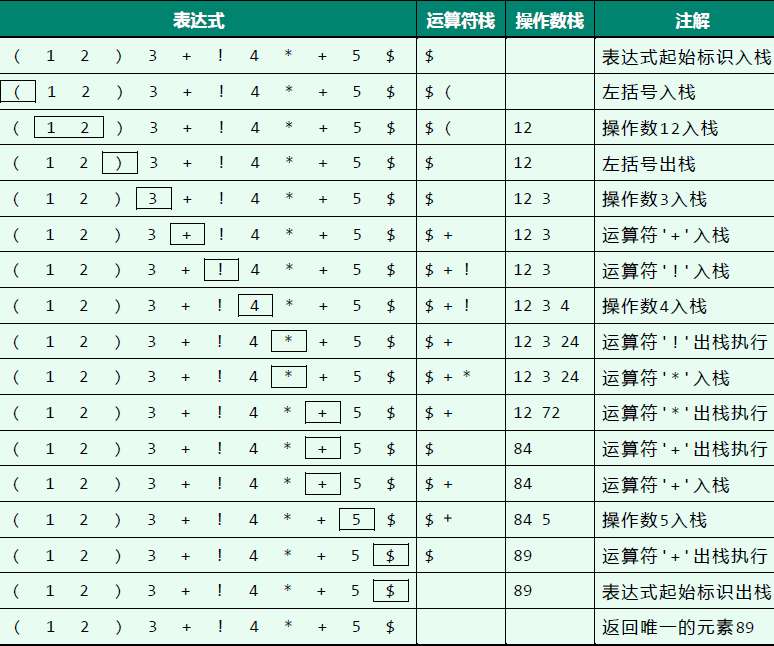 表达式 运算符栈 操作数栈 注解
( 1 2 ) 3 + ! 4 * + 5 $ $ 表达式起始标识入栈
( 1 2 ) 3 + ! 4 * + 5 $ $ ( 左括号入栈
( 1 2 ) 3 + ! 4 * + 5 $ $ ( 12 操作数12入栈
( 1 2 ) 3 + ! 4 * + 5 $ $ 12 左括号出栈
( 1 2 ) 3 + ! 4 * + 5 $ $ 12 3 操作数3入栈
( 1 2 ) 3 + ! 4 * + 5 $ $ + 12 3 运算符'+'入栈
( 1 2 ) 3 + ! 4 * + 5 $ $ + ! 12 3 运算符'!'入栈
( 1 2 ) 3 + ! 4 * + 5 $ $ + ! 12 3 4 操作数4入栈
( 1 2 ) 3 + ! 4 * + 5 $ $ + 12 3 24 运算符'!'出栈执行
( 1 2 ) 3 + ! 4 * + 5 $ $ + * 12 3 24 运算符'*'入栈
( 1 2 ) 3 + ! 4 * + 5 $ $ + 12 72 运算符'*'出栈执行
( 1 2 ) 3 + ! 4 * + 5 $ $ 84 运算符'+'出栈执行
( 1 2 ) 3 + ! 4 * + 5 $ $ + 84 运算符'+'入栈
( 1 2 ) 3 + ! 4 * + 5 $ $ + 84 5 操作数5入栈
( 1 2 ) 3 + ! 4 * + 5 $ $ 89 运算符'+'出栈执行
( 1 2 ) 3 + ! 4 * + 5 $ 89 表达式起始标识出栈
( 1 2 ) 3 + ! 4 * + 5 $ 返回唯一的元素89